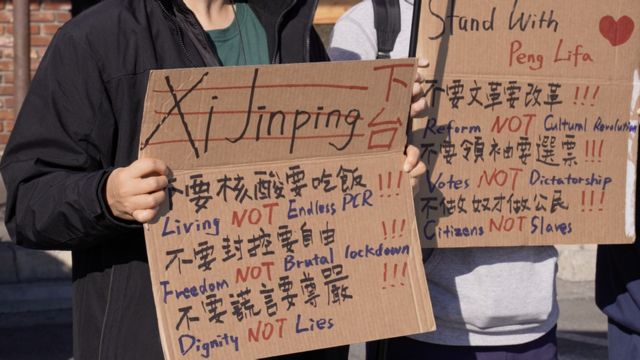 Xi Jinping 下台
不要核酸要吃飯!!!
Living NOT Endless PCR
不要封控要自由!!!
Freedom NOT Brutal lockdown
不要謊言要尊嚴!!!
Dignity NOT Lies
Stand With
Peng Lifa
不要文革要改革!!!
Reform NOT Cultural Revolution
不要領袖要選票!!!
Votes NOT Dictatorship
不做奴才做公民!!!
Citizens NOT Slaves